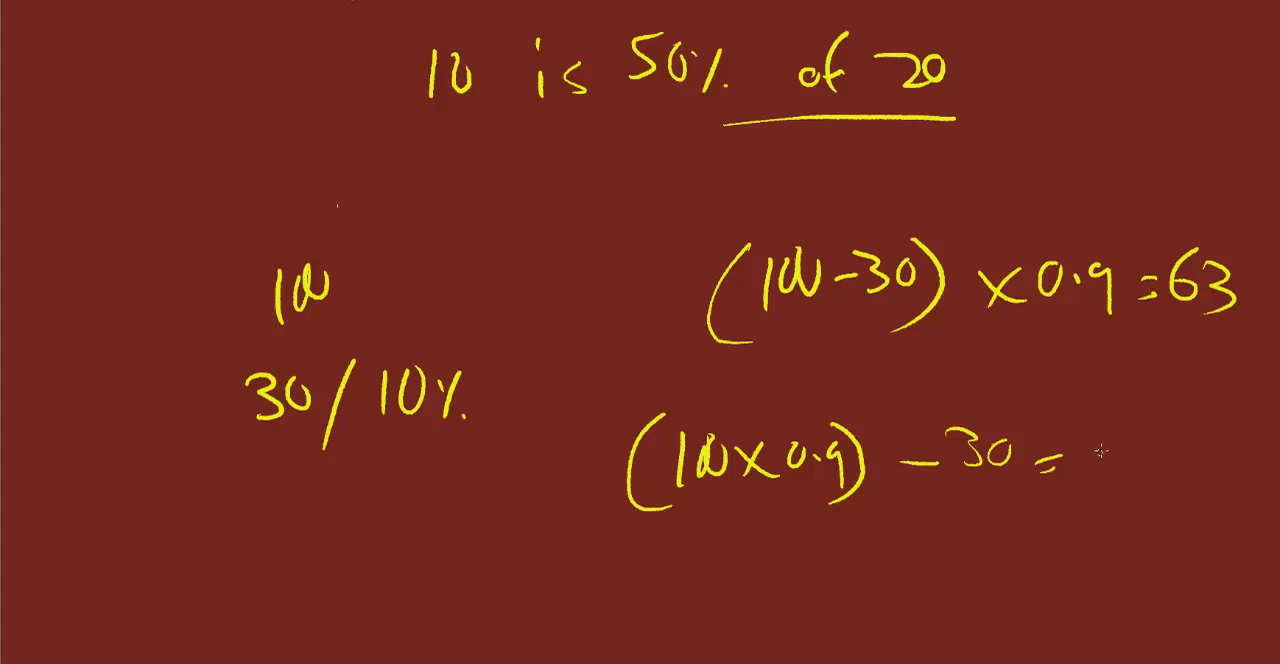 10 is 50% of 20
100
(100-30) × 0.9 = 63
30 / 10%
(100 × 0.9) - 30 =